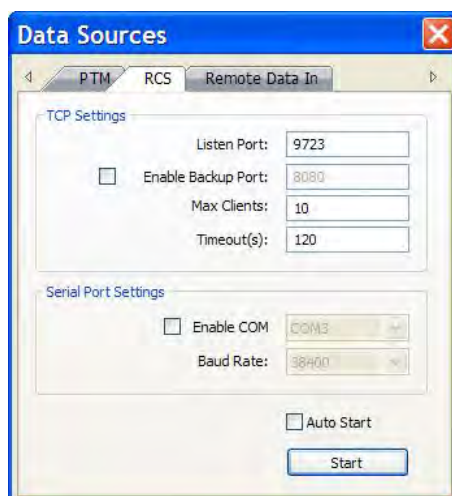 Data Sources
PTM RCS Remote Data In
TCP Settings
Listen Port: 9723
Enable Backup Port: 8080
Max Clients: 10
Timeout(s): 120
Serial Port Settings
Enable COM COM3
Baud Rate: 38400
Auto Start
Start